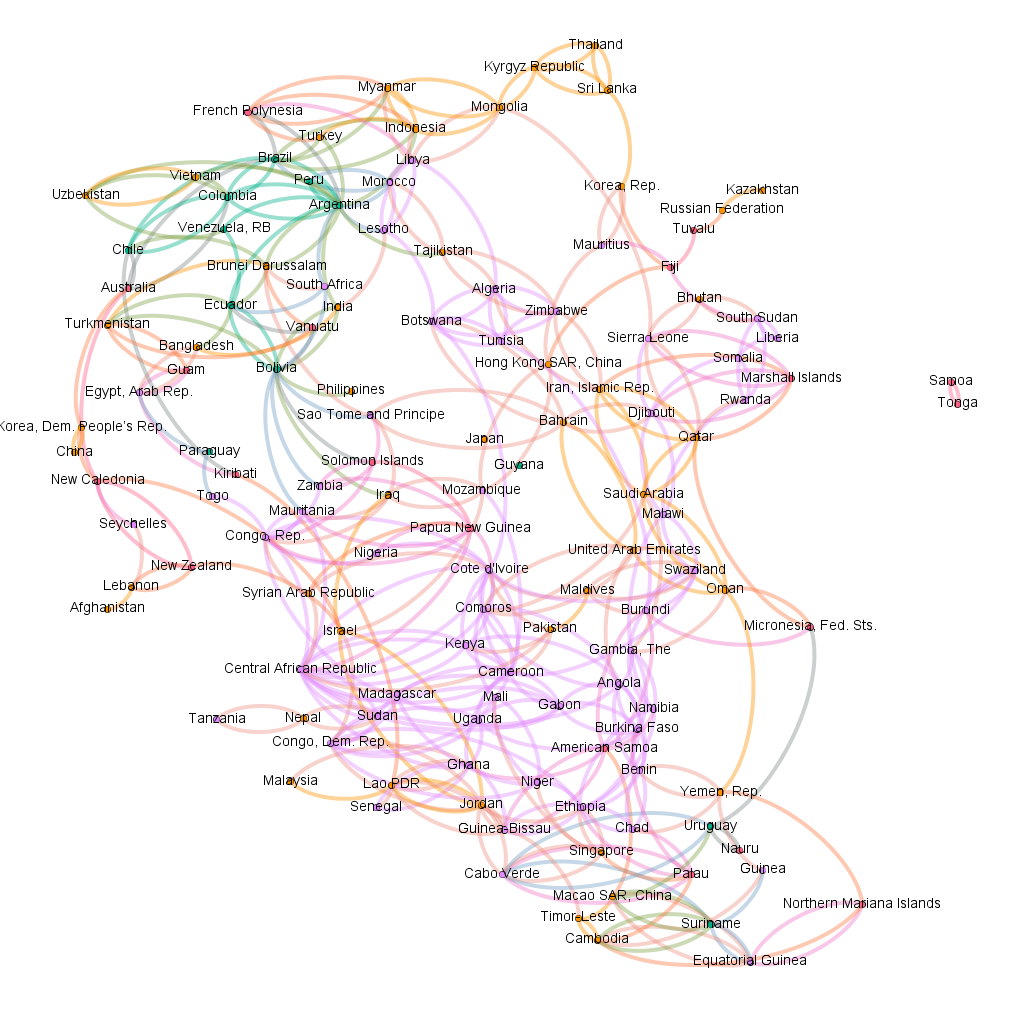 Thailand
Kyrgyz Republic
Sri Lanka
Myanmar
Mongolia
French Polynesia
Indonesia
Turkey
Brazil
Libya
Vietnam
Peru
Morocco
Uzbekistan
Colombia
Argentina
Korea, Rep.
Kazakhstan
Russian Federation
Venezuela, RB
Lesotho
Tuvalu
Chile
Tajikistan
Mauritius
Brunei Darussalam
Fiji
Australia
South Africa
Algeria
Bhutan
Ecuador
India
Zimbabwe
Turkmenistan
Vanuatu
Botswana
South Sudan
Bangladesh
Tunisia
Sierra Leone
Liberia
Guam
Bolivia
Hong Kong SAR, China
Somalia
Egypt, Arab Rep.
Philippines
Iran, Islamic Rep.
Marshall Islands
Samoa
Rwanda
Tonga
Sao Tome and Principe
Bahrain
Djibouti
Korea, Dem. People's Rep.
Japan
Qatar
China
Paraguay
Solomon Islands
Guyana
New Caledonia
Kiribati
Zambia
Iraq
Mozambique
Togo
Saudi Arabia
Mauritania
Malawi
Seychelles
Congo, Rep.
Papua New Guinea
Nigeria
United Arab Emirates
New Zealand
Cote d'Ivoire
Swaziland
Lebanon
Syrian Arab Republic
Maldives
Oman
Afghanistan
Comoros
Burundi
Israel
Pakistan
Micronesia, Fed. Sts.
Kenya
Gambia, The
Central African Republic
Cameroon
Angola
Madagascar
Mali
Gabon
Namibia
Tanzania
Nepal
Sudan
Uganda
Burkina Faso
Congo, Dem. Rep.
American Samoa
Ghana
Benin
Malaysia
Lao PDR
Niger
Yemen, Rep.
Senegal
Jordan
Ethiopia
Guinea-Bissau
Chad
Uruguay
Singapore
Nauru
Cabo Verde
Palau
Guinea
Macao SAR, China
Northern Mariana Islands
Timor-Leste
Suriname
Cambodia
Equatorial Guinea